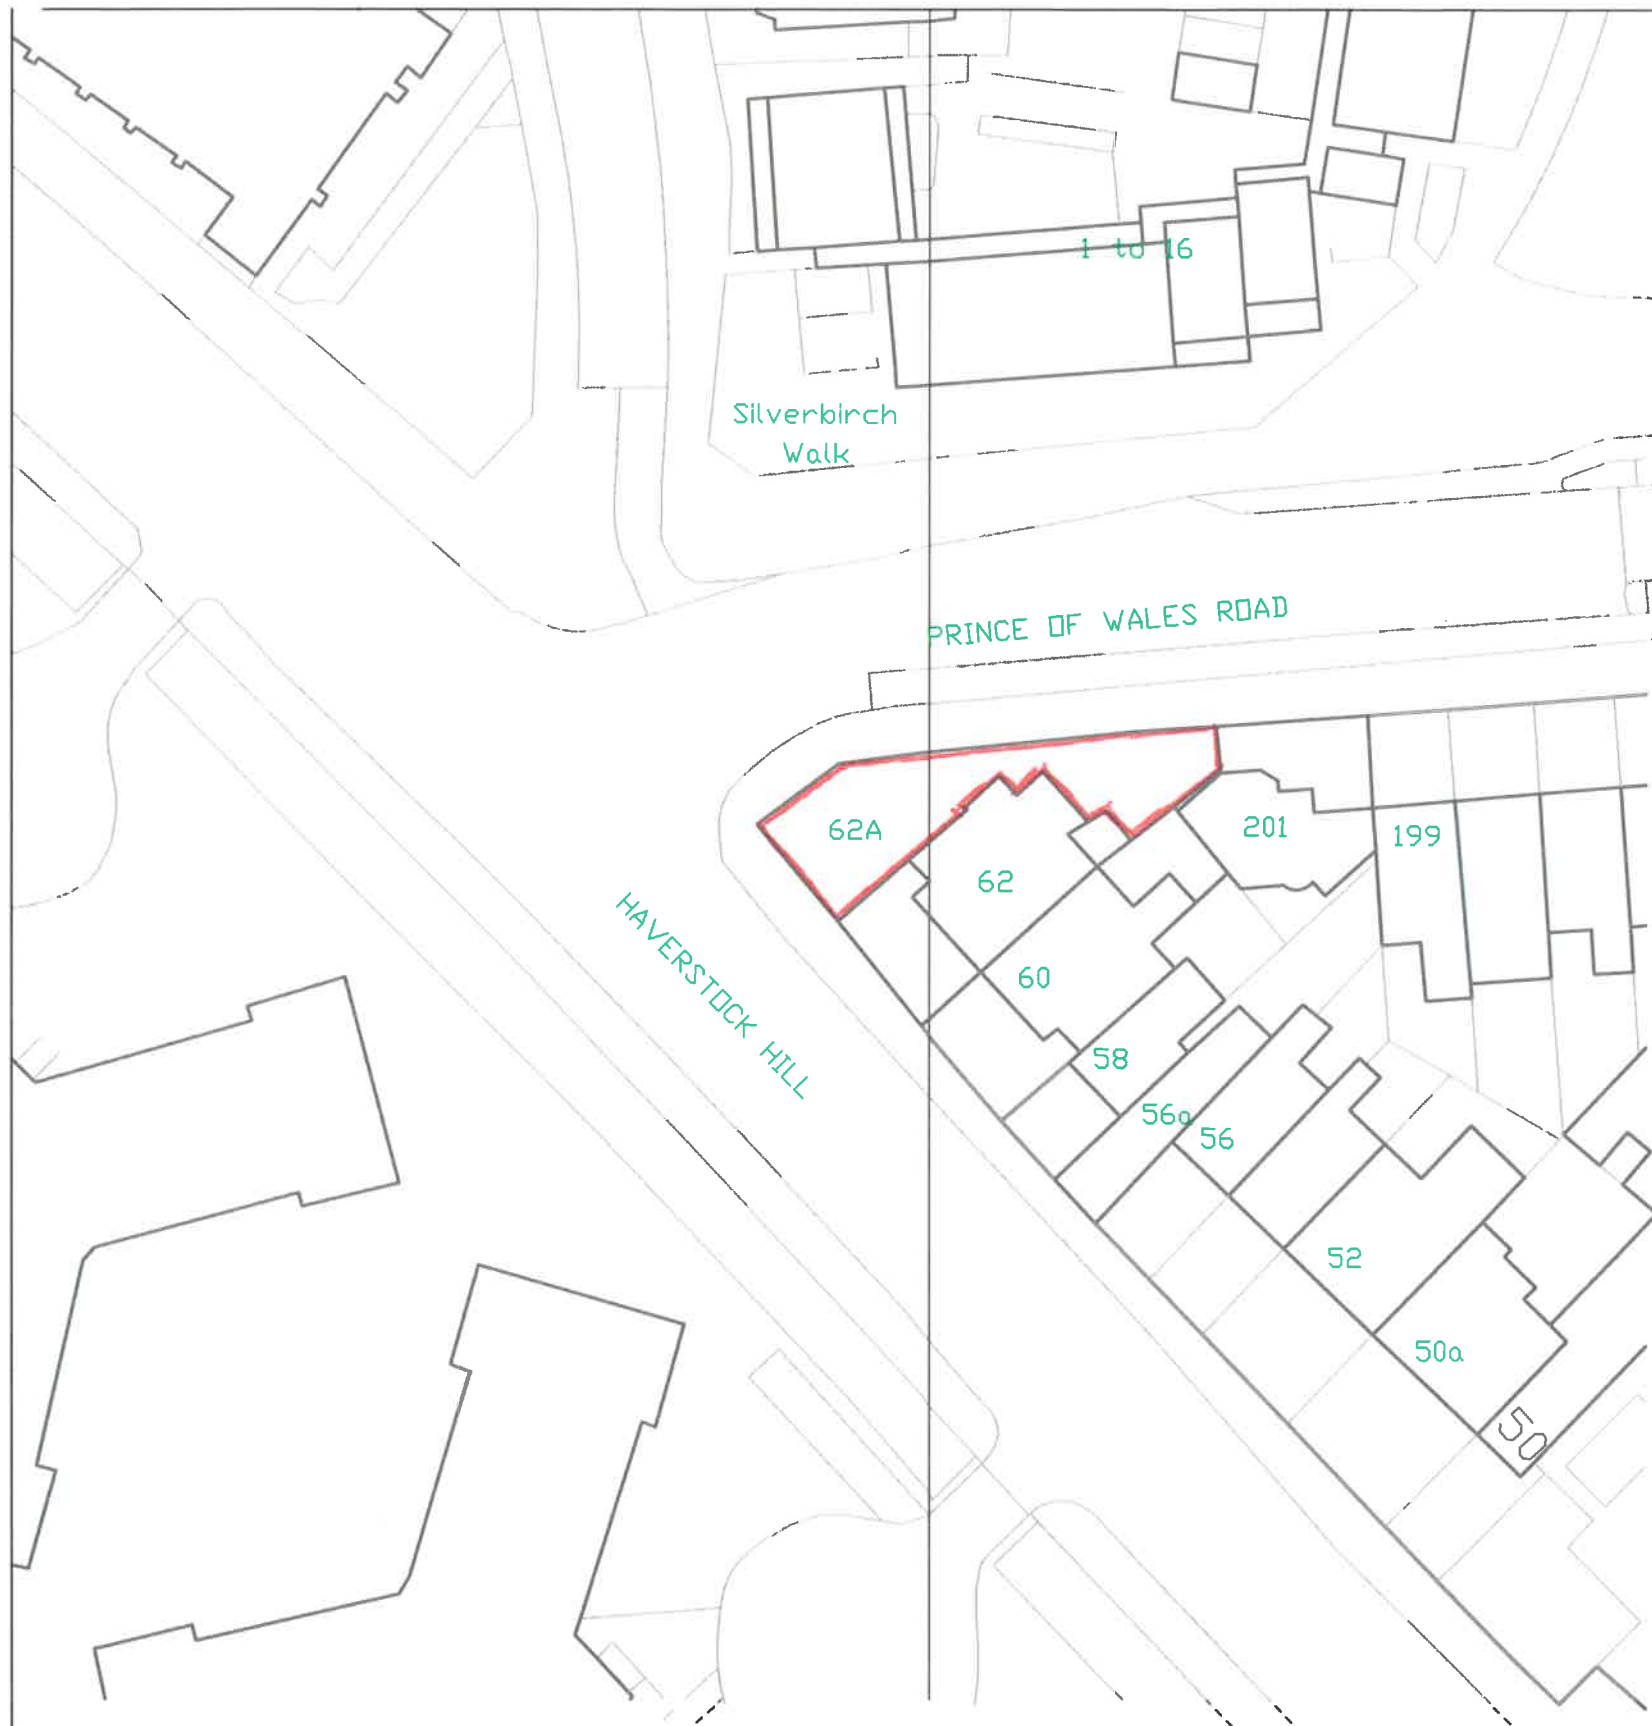 1 to 16
Silverbirch
Walk
PRINCE OF WALES ROAD
62A
201
199
62
HAVERSTOCK HILL
60
58
56a
56
52
50a
50